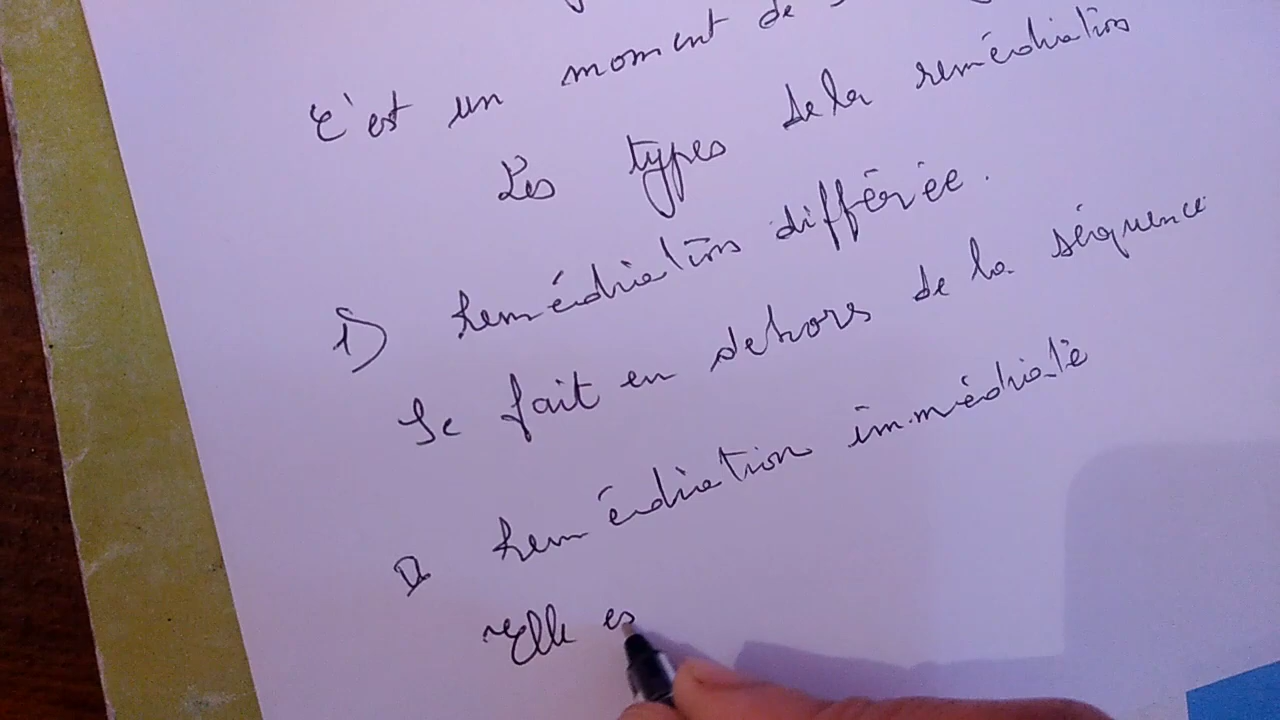 C'est un moment de
Les types de la remédiation
1) Remédiation différée.
Se fait en dehors de la séquence
2) Remédiation immédiate
Elle es